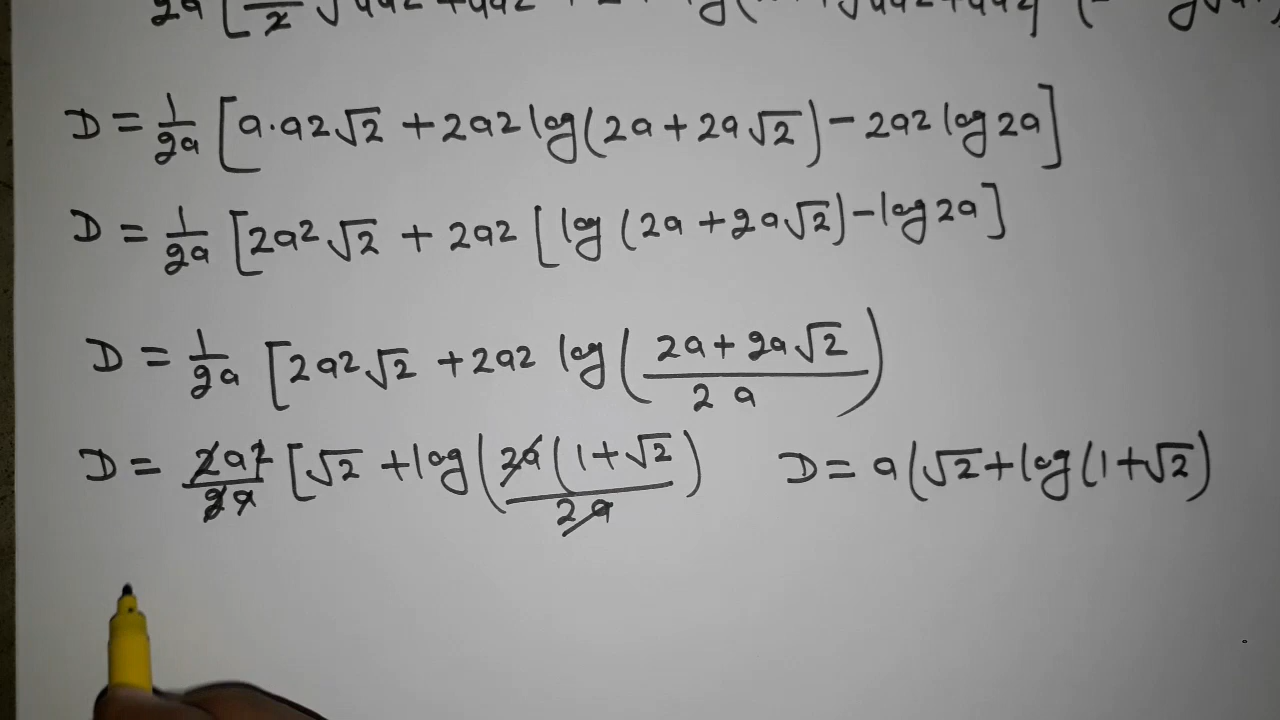 D = 1/2a [a·a2√2 + 2a2 log(2a + 2a√2) − 2a2 log 2a]
D = 1/2a [2a² √2 + 2a2 [log (2a + 2a√2) − log 2a]
D = 1/2a [2a2√2 + 2a2 log( (2a + 2a√2) / 2a )
D = 2a2/2a [√2 + log( 2a(1+√2) / 2a ) D = a(√2 + log(1+√2)